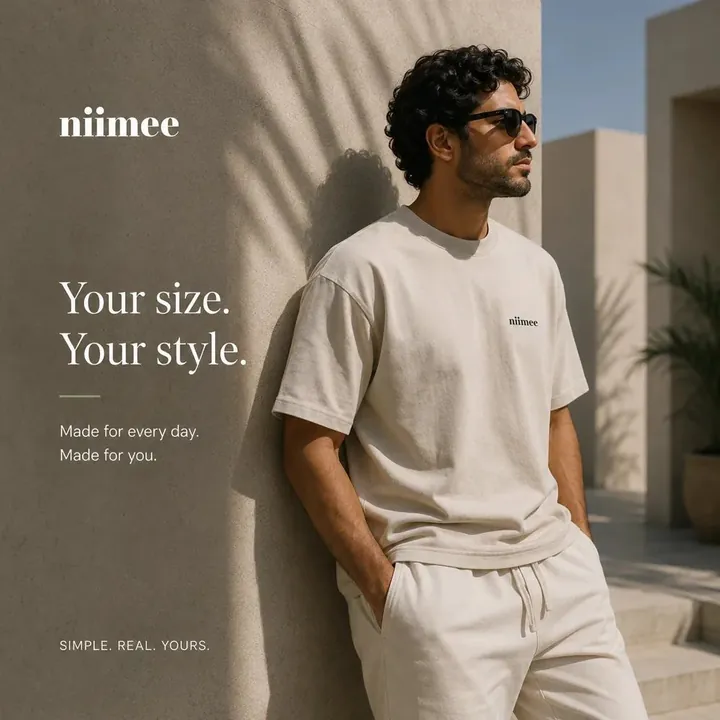 niimee
Your size.
Your style.
Made for every day.
Made for you.
SIMPLE. REAL. YOURS.
niimee